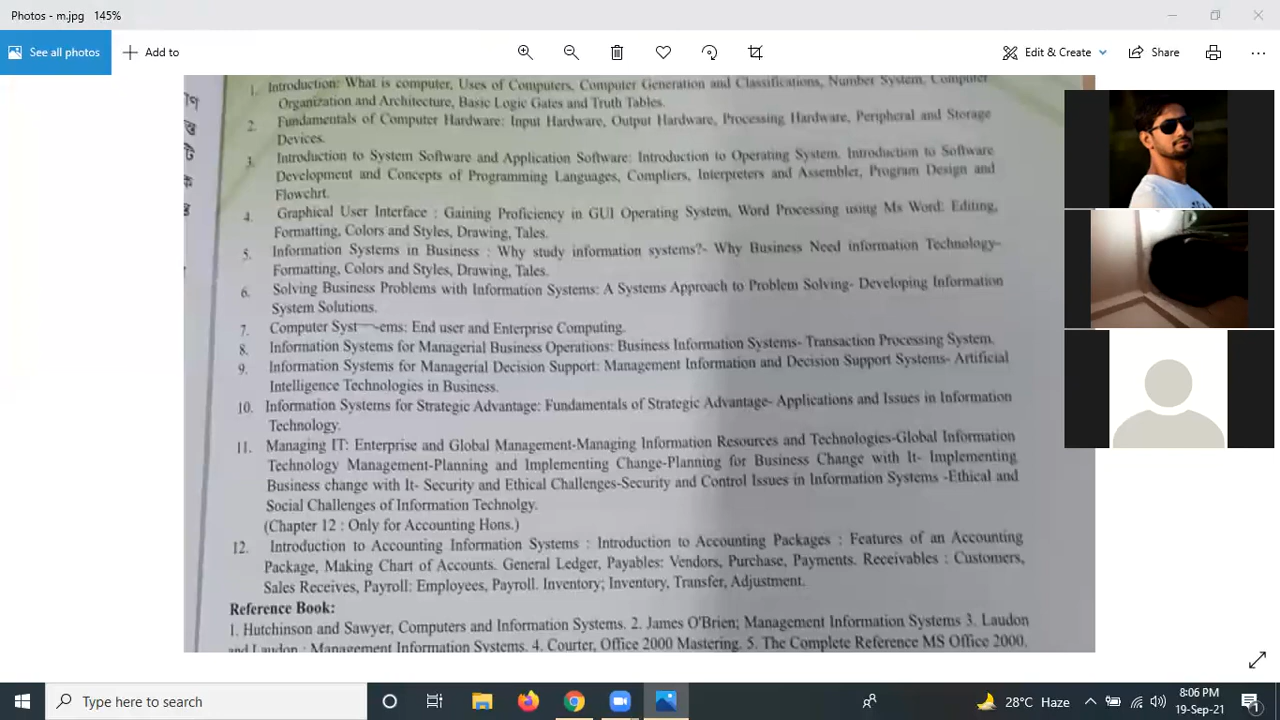 Photos - m.jpg 145%
See all photos
Add to
Edit & Create
Share
1. Introduction: What is computer, Uses of Computers, Computer Generation and Classifications, Number System, Computer
Organization and Architecture, Basic Logic Gates and Truth Tables.
2. Fundamentals of Computer Hardware: Input Hardware, Output Hardware, Processing Hardware, Peripheral and Storage
Devices.
3. Introduction to System Software and Application Software: Introduction to Operating System, Introduction to Software
Development and Concepts of Programming Languages, Compliers, Interpreters and Assembler, Program Design and
Flowchrt.
4. Graphical User Interface : Gaining Proficiency in GUI Operating System, Word Processing using Ms Word: Editing,
Formatting, Colors and Styles, Drawing, Tales.
5. Information Systems in Business : Why study information systems?- Why Business Need information Technology-
Formatting, Colors and Styles, Drawing, Tales.
6. Solving Business Problems with Information Systems: A Systems Approach to Problem Solving- Developing Information
System Solutions.
7. Computer Syst—ems: End user and Enterprise Computing.
8. Information Systems for Managerial Business Operations: Business Information Systems- Transaction Processing System.
9. Information Systems for Managerial Decision Support: Management Information and Decision Support Systems- Artificial
Intelligence Technologies in Business.
10. Information Systems for Strategic Advantage: Fundamentals of Strategic Advantage- Applications and Issues in Information
Technology.
11. Managing IT: Enterprise and Global Management-Managing Information Resources and Technologies-Global Information
Technology Management-Planning and Implementing Change-Planning for Business Change with It- Implementing
Business change with It- Security and Ethical Challenges-Security and Control Issues in Information Systems -Ethical and
Social Challenges of Information Technolgy.
(Chapter 12 : Only for Accounting Hons.)
12. Introduction to Accounting Information Systems : Introduction to Accounting Packages : Features of an Accounting
Package, Making Chart of Accounts. General Ledger, Payables: Vendors, Purchase, Payments. Receivables : Customers,
Sales Receives, Payroll: Employees, Payroll. Inventory; Inventory, Transfer, Adjustment.
Reference Book:
1. Hutchinson and Sawyer, Computers and Information Systems. 2. James O'Brien; Management Information Systems 3. Laudon
and Laudon : Management Information Systems. 4. Courter, Office 2000 Mastering. 5. The Complete Reference MS Office 2000.
Type here to search
28°C Haze
8:06 PM
19-Sep-21
1